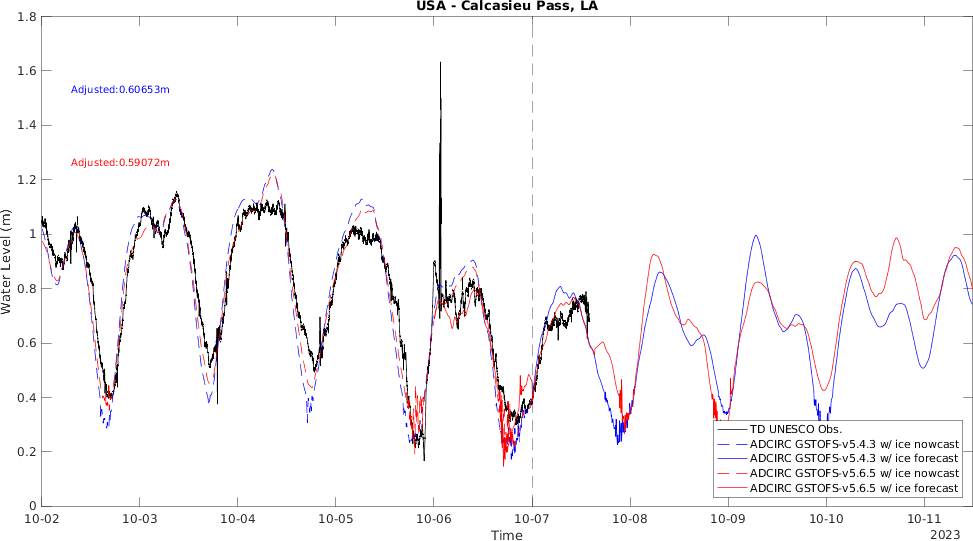 USA - Calcasieu Pass, LA
1.8
1.6
1.4
1.2
1
0.8
0.6
0.4
0.2
0
Water Level (m)
Adjusted:0.60653m
Adjusted:0.59072m
TD UNESCO Obs.
ADCIRC GSTOFS-v5.4.3 w/ ice nowcast
ADCIRC GSTOFS-v5.4.3 w/ ice forecast
ADCIRC GSTOFS-v5.6.5 w/ ice nowcast
ADCIRC GSTOFS-v5.6.5 w/ ice forecast
10-02 10-03 10-04 10-05 10-06 10-07 10-08 10-09 10-10 10-11
Time
2023